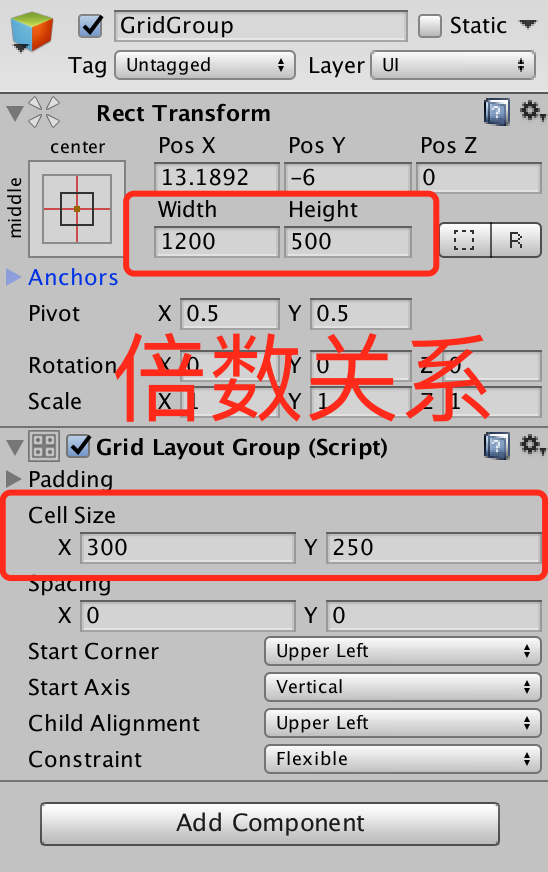 GridGroup Static
Tag Untagged Layer UI
Rect Transform
center Pos X Pos Y Pos Z
13.1892 -6 0
middle Width Height
1200 500 R
Anchors
Pivot X 0.5 Y 0.5
倍数关系
Rotation X 0 Y 0 Z 0
Scale X 1 Y 1 Z 1
Grid Layout Group (Script)
Padding
Cell Size
X 300 Y 250
Spacing
X 0 Y 0
Start Corner Upper Left
Start Axis Vertical
Child Alignment Upper Left
Constraint Flexible
Add Component